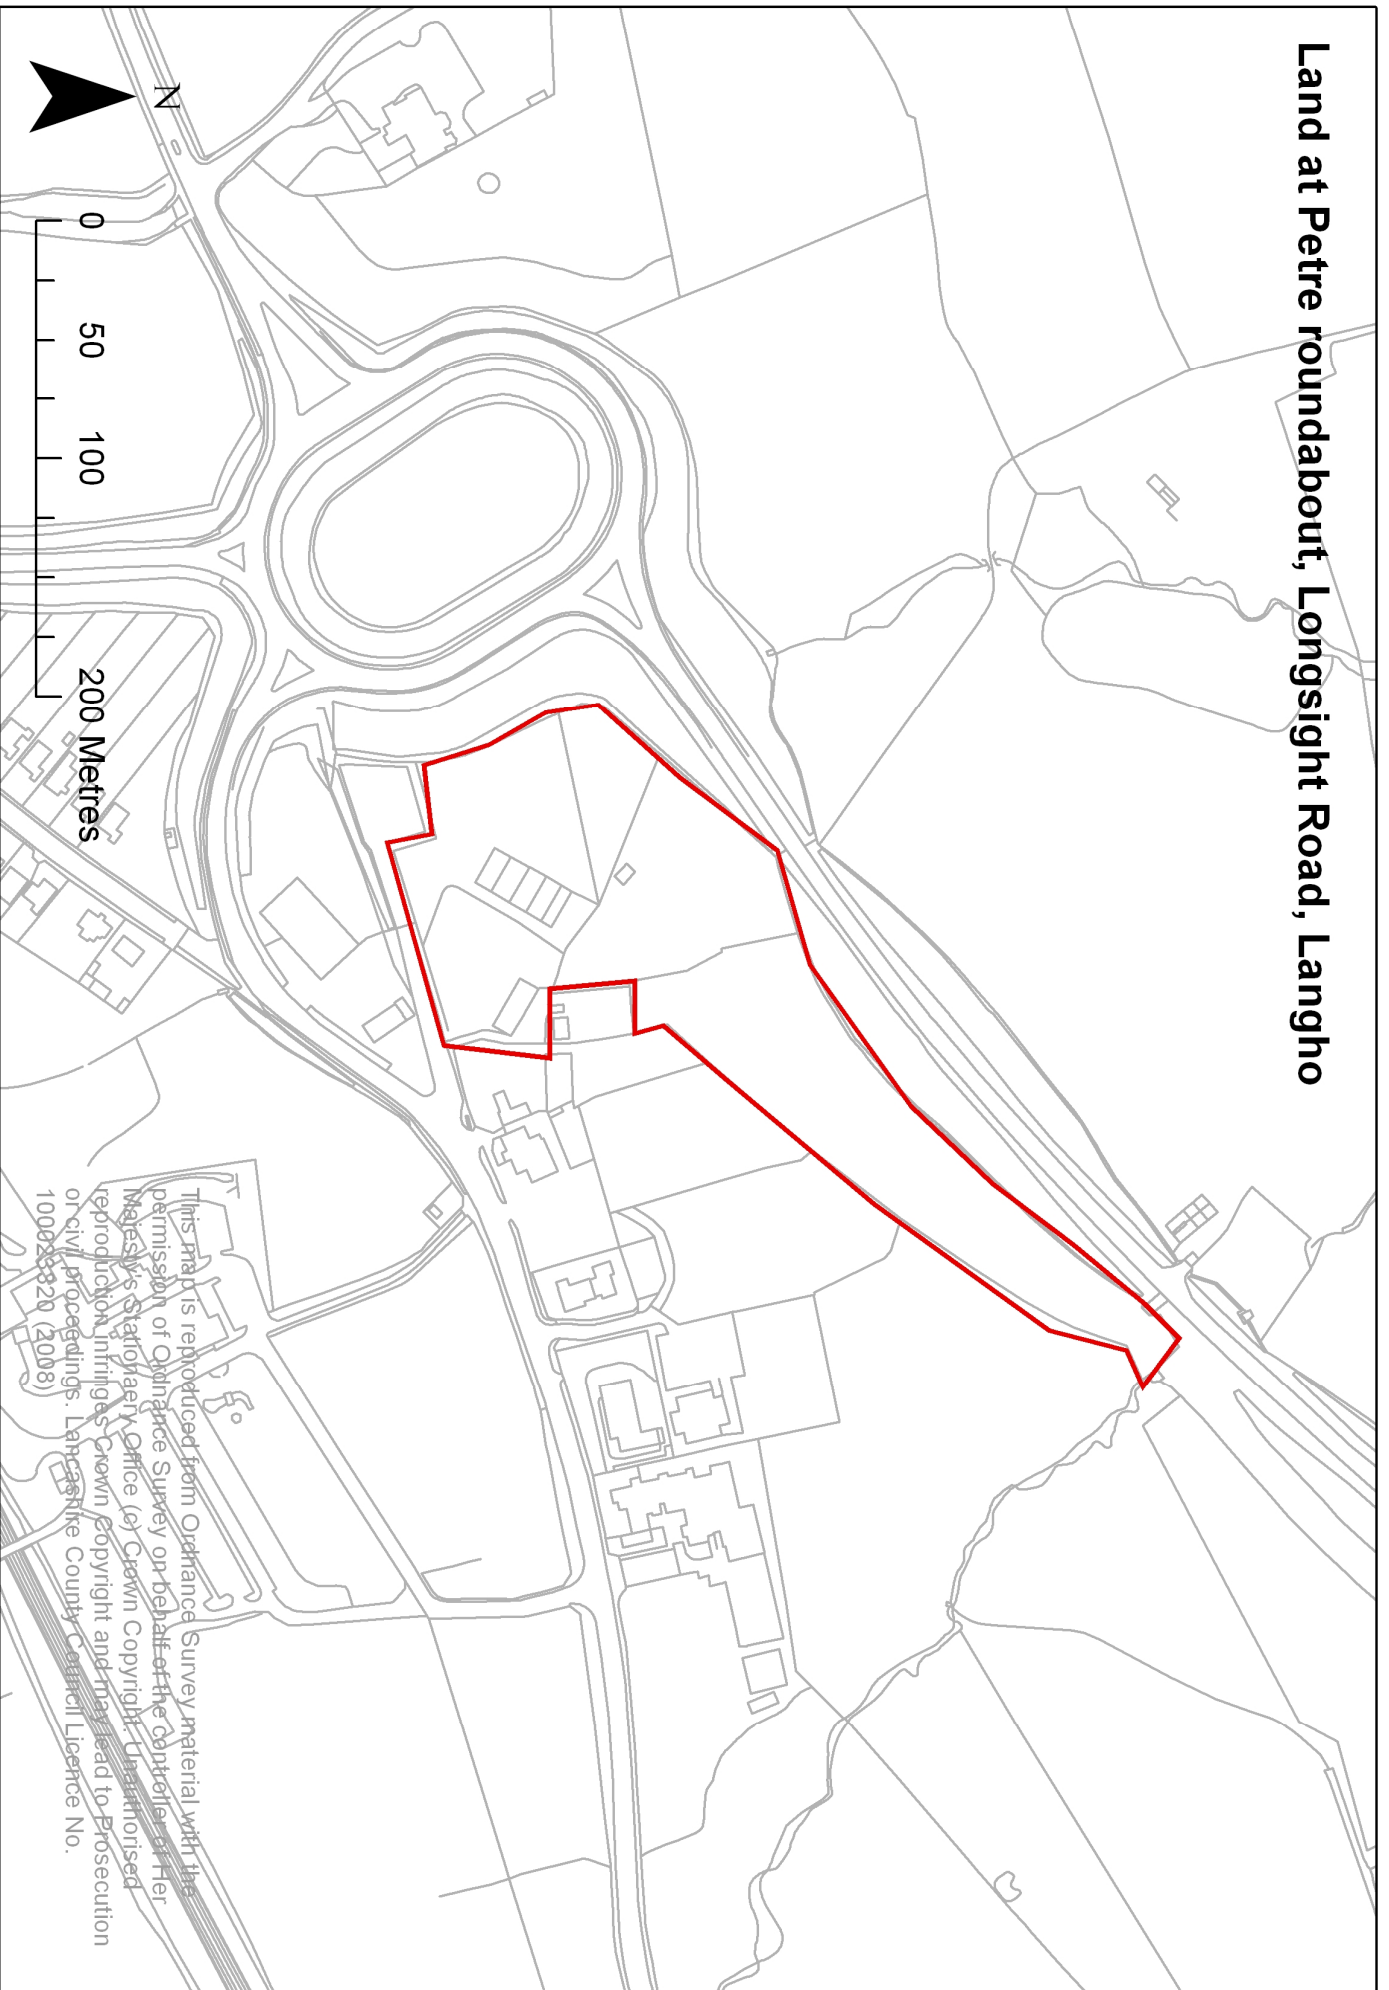 Land at Petre roundabout, Longsight Road, Langho
N
0 50 100 200 Metres
This map is reproduced from Ordnance Survey material with the
permission of Ordnance Survey on behalf of the controller of Her
Majesty's Stationaery Office (c) Crown Copyright. Unauthorised
reproduction infringes Crown Copyright and may lead to Prosecution
or civil proceedings. Lancashire County Council Licence No.
100023320 (2008)